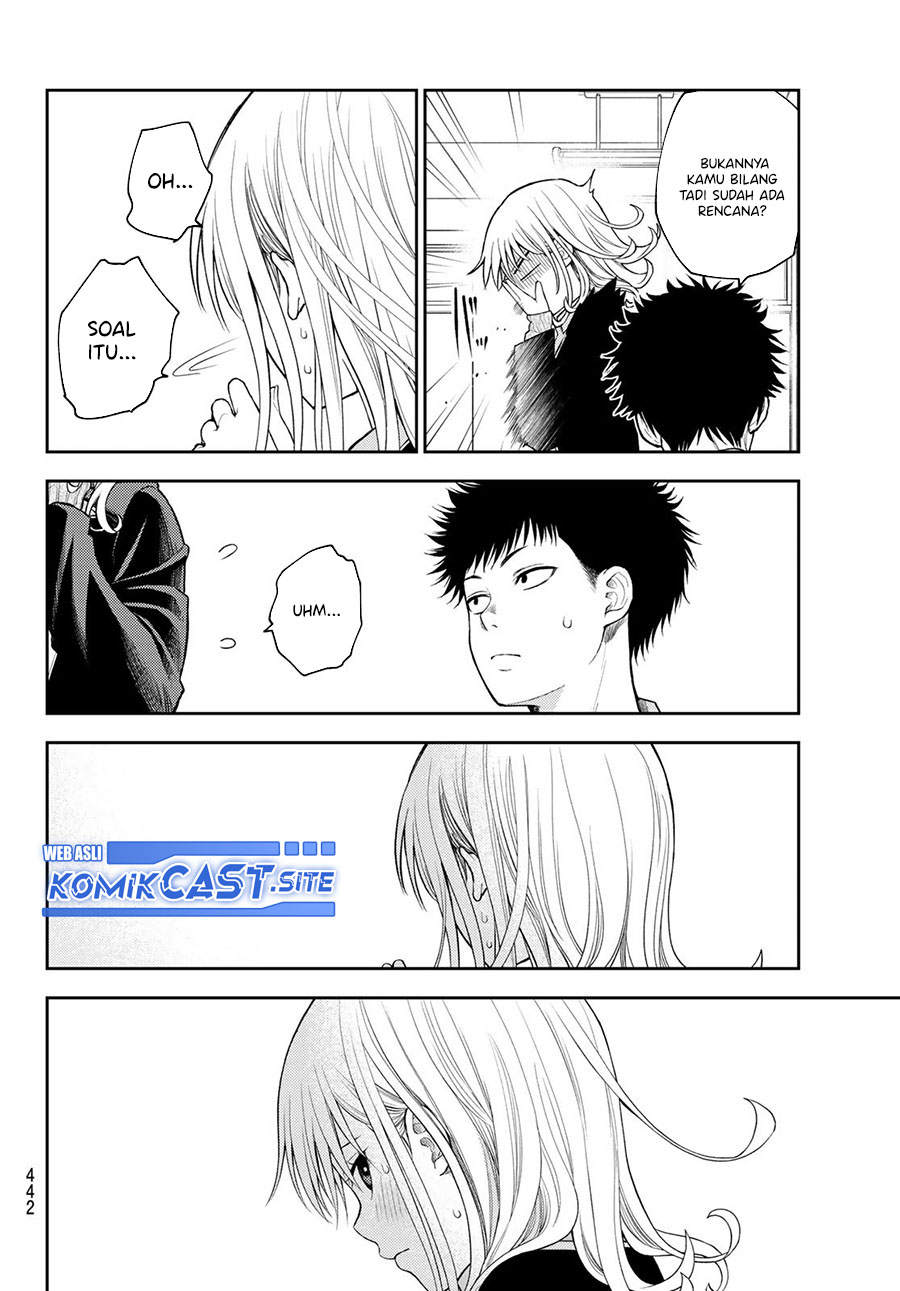 BUKANNYA
KAMU BILANG
TADI SUDAH ADA
RENCANA?
OH...
SOAL
ITU...
UHM...
WEB ASLI
KOMIKCAST.SITE
442